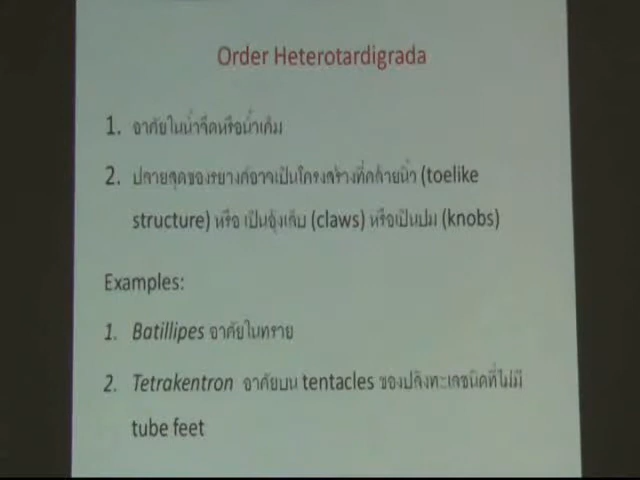 Order Heterotardigrada
1. อาศัยในน้ำจืดหรือน้ำเค็ม
2. ปลายสุดของรยางค์อาจเป็นโครงสร้างที่คล้ายนิ้ว (toelike
structure) หรือ เป็นอุ้งเล็บ (claws) หรือเป็นปม (knobs)
Examples:
1. Batillipes อาศัยในทราย
2. Tetrakentron อาศัยบน tentacles ของปลิงทะเลชนิดที่ไม่มี
tube feet